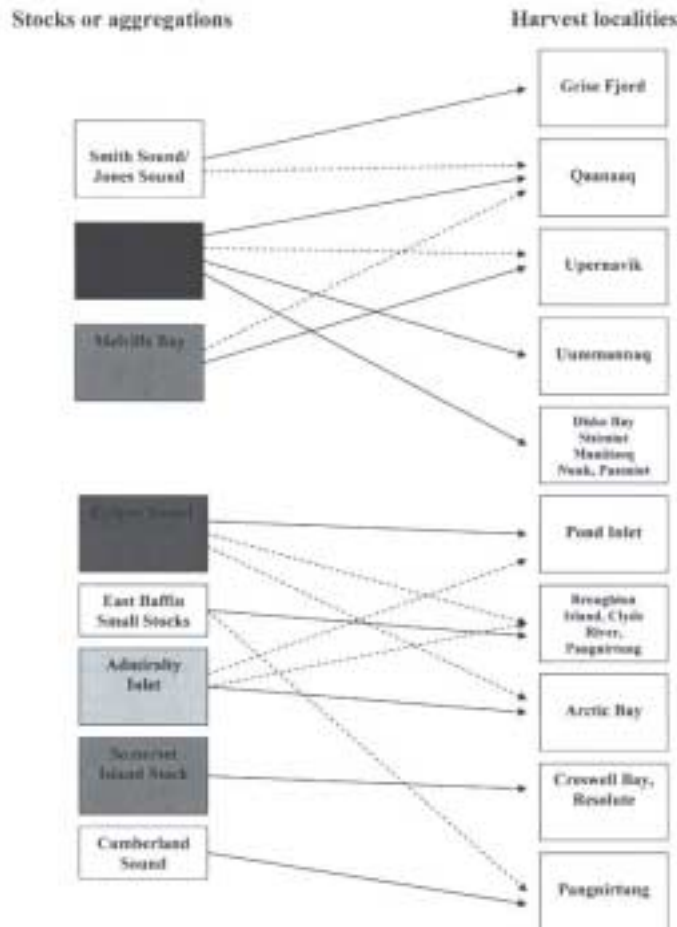 Stocks or aggregations
Harvest localities
Smith Sound/
Jones Sound
Melville Bay
East Baffin
Small Stocks
Admiralty
Inlet
Somerset
Island Stock
Cumberland
Sound
Grise Fjord
Qaanaaq
Upernavik
Uummannaq
Disko Bay
Sisimiut
Maniitsoq
Nuuk, Paamiut
Pond Inlet
Broughton
Island, Clyde
River,
Pangnirtung
Arctic Bay
Creswell Bay,
Resolute
Pangnirtung